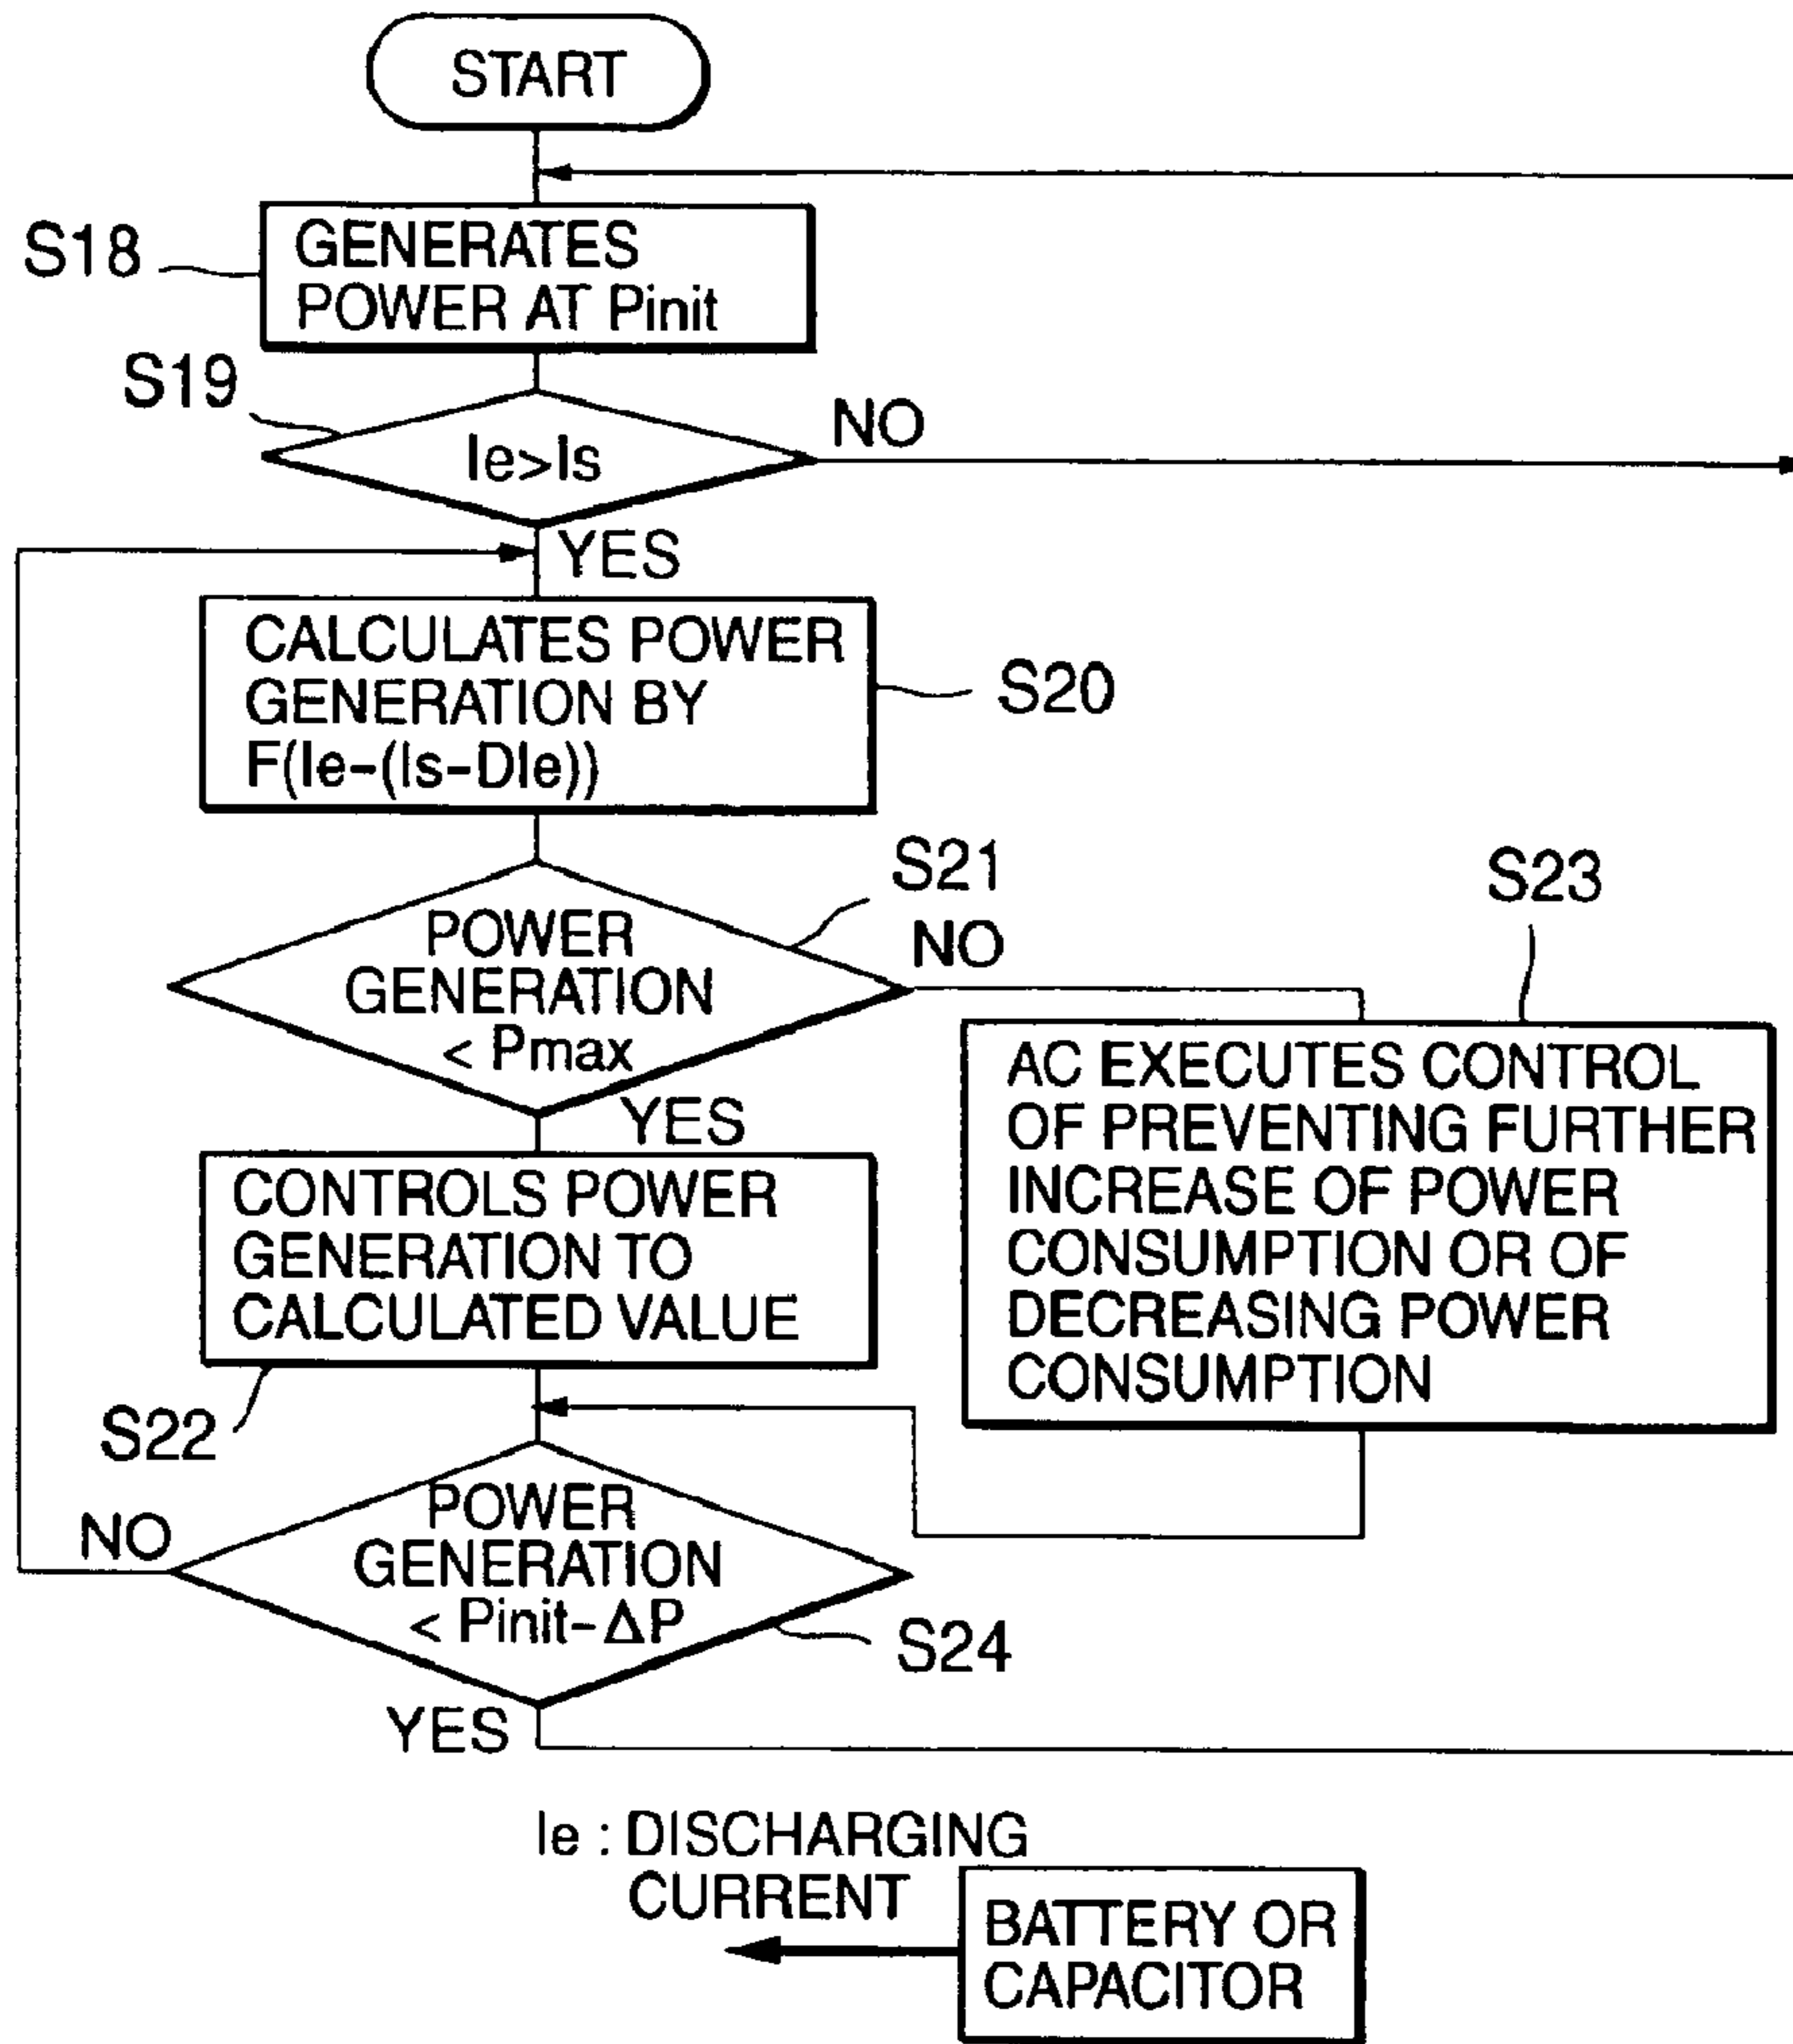 START
S18
GENERATES
POWER AT Pinit
S19
Ie>Is
NO
YES
CALCULATES POWER
GENERATION BY
F(Ie-(Is-DIe))
S20
S21
POWER
GENERATION
< Pmax
NO
YES
S23
AC EXECUTES CONTROL
OF PREVENTING FURTHER
INCREASE OF POWER
CONSUMPTION OR OF
DECREASING POWER
CONSUMPTION
CONTROLS POWER
GENERATION TO
CALCULATED VALUE
S22
POWER
GENERATION
< Pinit-ΔP
NO
S24
YES
Ie : DISCHARGING
CURRENT
BATTERY OR
CAPACITOR